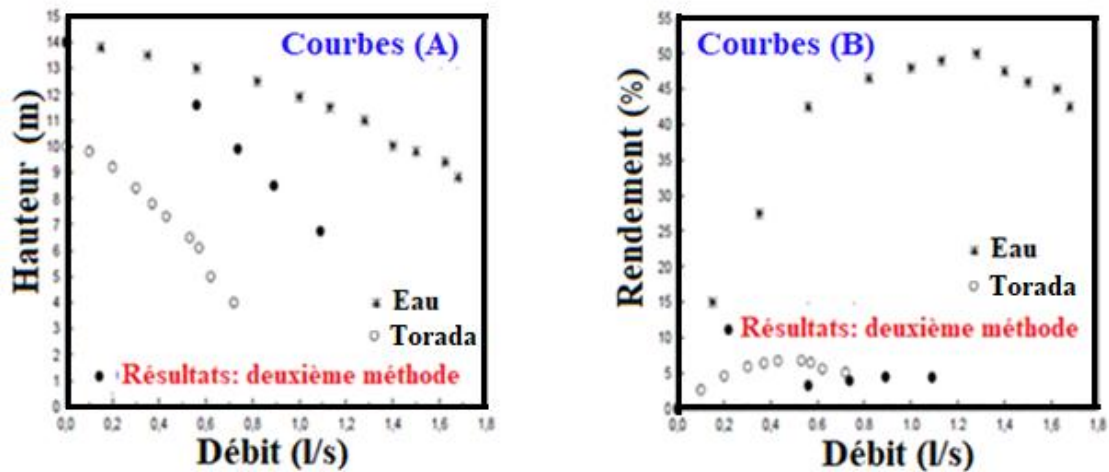 Courbes (A)
Hauteur (m)
15
14
13
12
11
10
9
8
7
6
5
4
3
2
1
0
Eau
Torada
Résultats: deuxième méthode
0,0 0,2 0,4 0,6 0,8 1,0 1,2 1,4 1,6 1,8
Débit (l/s)
Courbes (B)
Rendement (%)
55
50
45
40
35
30
25
20
15
10
5
0
Eau
Torada
Résultats: deuxième méthode
0,0 0,2 0,4 0.6 0,8 1,0 1,2 1,4 1,6 1,8
Débit (l/s)